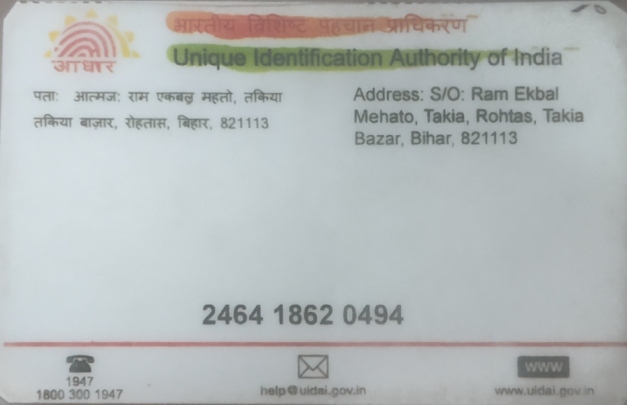 भारतीय विशिष्ट पहचान प्राधिकरण
आधार
Unique Identification Authority of India
पता: आत्मज: राम एकबल महतो, तकिया
तकिया बाज़ार, रोहतास, बिहार, 821113
Address: S/O: Ram Ekbal
Mehato, Takia, Rohtas, Takia
Bazar, Bihar, 821113
2464 1862 0494
1947
1800 300 1947
help@uidai.gov.in
www
www.uidai.gov.in